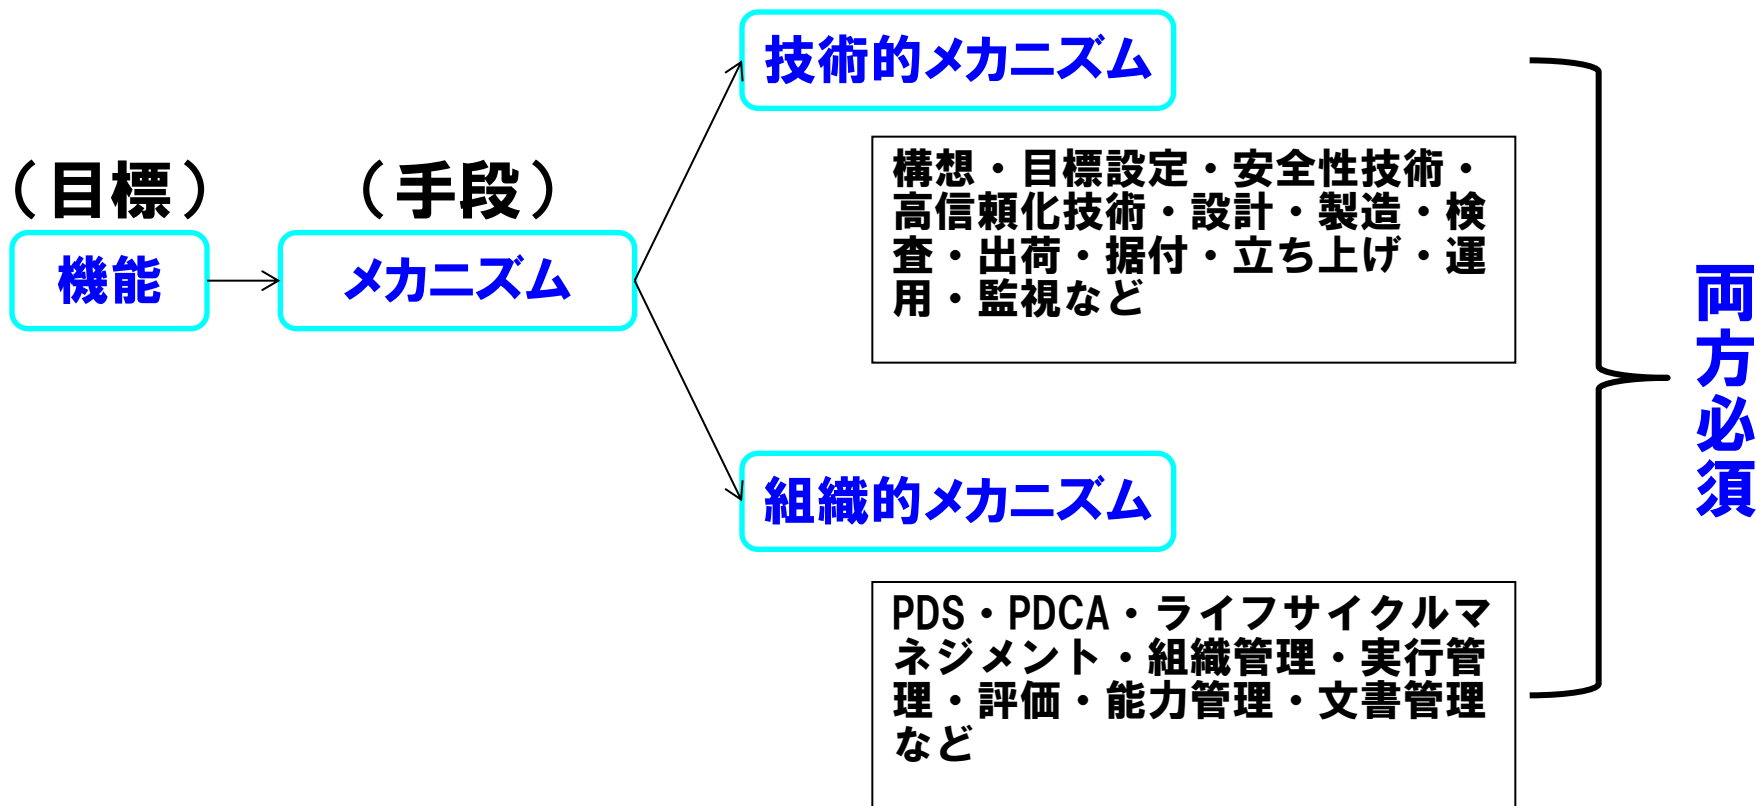 （目標）
機能
（手段）
メカニズム
技術的メカニズム
構想・目標設定・安全性技術・
高信頼化技術・設計・製造・検
査・出荷・据付・立ち上げ・運
用・監視など
組織的メカニズム
PDS・PDCA・ライフサイクルマ
ネジメント・組織管理・実行管
理・評価・能力管理・文書管理
など
両方必須